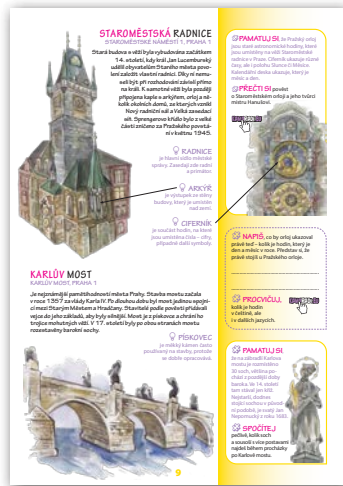 STAROMĚSTSKÁ RADNICE
STAROMĚSTSKÉ NÁMĚSTÍ 1, PRAHA 1
Stará budova s věží byla vybudována začátkem
14. století, kdy král Jan Lucemburský
udělil obyvatelům Starého města povo-
lení založit vlastní radnici. Díky ní nemu-
seli být při rozhodování závislí přímo
na králi. K samotné věži byla později
připojena kaple s arkýřem, orloj a ně-
kolik okolních domů, ze kterých vznikl
Nový radniční sál a Velká zasedací
síň. Sprengerovo křídlo bylo z velké
části zničeno za Pražského povstá-
ní v květnu 1945.
RADNICE
je hlavní sídlo městské
správy. Zasedají zde radní
a primátor.
ARKÝŘ
je výstupek ze stěny
budovy, který je umístěn
nad zemí.
CIFERNÍK
je součást hodin, na které
jsou umístěna čísla – cifry,
případně další symboly.
KARLŮV MOST
KARLŮV MOST, PRAHA 1
Je nejznámější pamětihodností města Prahy. Stavba mostu začala
v roce 1357 za vlády Karla IV. Po dlouhou dobu byl most jedinou spojni-
cí mezi Starým Městem a Hradčany. Stavitelé podle pověstí přidávali
vejce do jeho základů, aby byly silnější. Most je z pískovce a chrání ho
trojice mohutných věží. V 17. století byly po obou stranách mostu
rozestavěny barokní sochy.
PÍSKOVEC
je měkký kámen často
používaný na stavby, protože
se dobře opracovává.
9
PAMATUJ SI, že Pražský orloj
jsou staré astronomické hodiny, které
jsou umístěny na věži Staroměstské
radnice v Praze. Ciferník ukazuje různé
časy, ale i polohu Slunce či Měsíce.
Kalendářní deska ukazuje, který je
měsíc a den.
PŘEČTI SI pověst
o Staroměstském orloji a jeho tvůrci
mistru Hanušovi.
NAPIŠ, co by orloj ukazoval
právě teď – kolik je hodin, který je
den a měsíc v roce. Představ si, že
právě stojíš u Pražského orloje.
PROCVIČUJ,
kolik je hodin
v češtině, ale
i v dalších jazycích.
PAMATUJ SI,
že na zábradlí Karlova
mostu je rozmístěno
30 soch, většina po-
chází z pozdější doby
baroka. Ve 14. století
tam stával jen kříž.
Nejstarší, dodnes
stojící sochou v původ-
ní podobě, je svatý Jan
Nepomucký z roku 1683.
SPOČÍTEJ
pečlivě, kolik soch
a sousoší s více postavami
najdeš během procházky
po Karlově mostu.